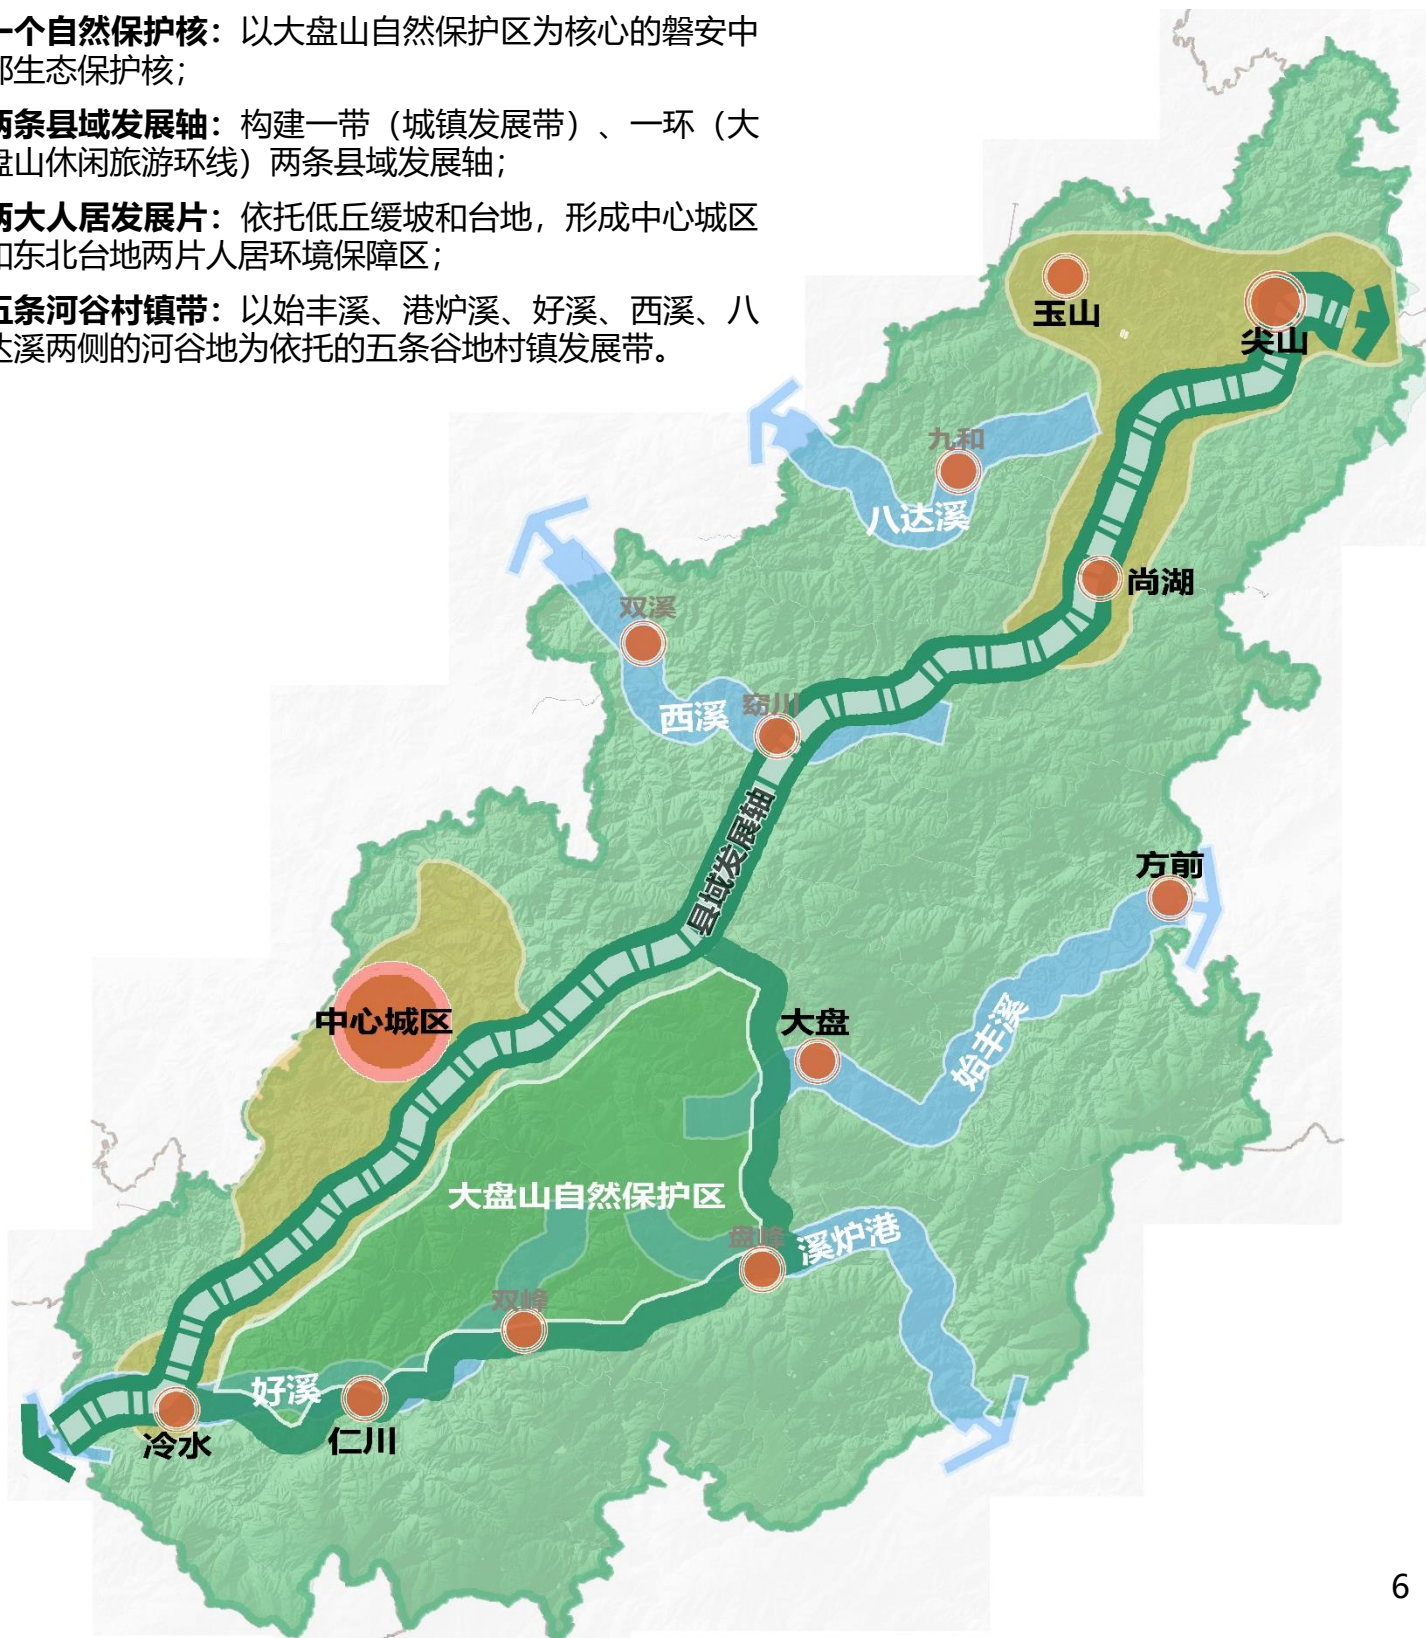 一个自然保护核：以大盘山自然保护区为核心的磐安中
部生态保护核；
两条县域发展轴：构建一带（城镇发展带）、一环（大
盘山休闲旅游环线）两条县域发展轴；
两大人居发展片：依托低丘缓坡和台地，形成中心城区
和东北台地两片人居环境保障区；
五条河谷村镇带：以始丰溪、港炉溪、好溪、西溪、八
达溪两侧的河谷地为依托的五条谷地村镇发展带。
玉山
尖山
九和
八达溪
尚湖
双溪
西溪
窈川
县域发展轴
方前
中心城区
大盘
始丰溪
大盘山自然保护区
盘峰
溪炉港
双峰
好溪
仁川
冷水
6